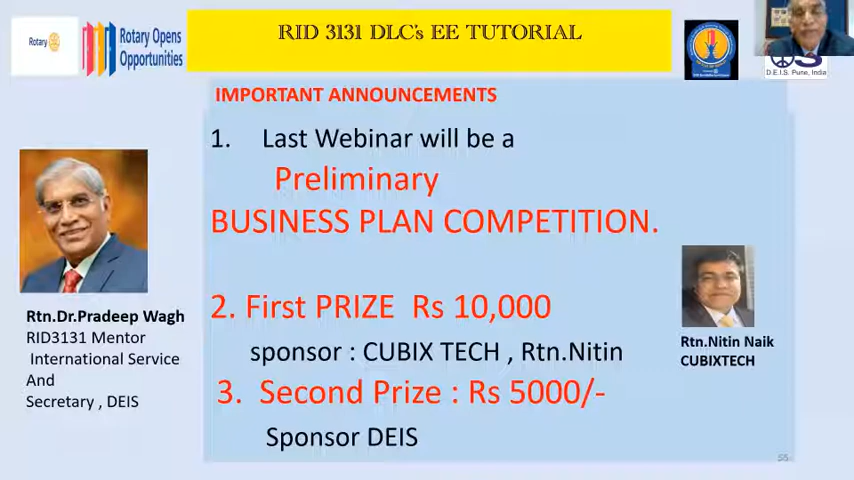 Rotary
Rotary Opens
Opportunities
RID 3131 DLC's EE TUTORIAL
D.E.I.S. Pune, India
IMPORTANT ANNOUNCEMENTS
1. Last Webinar will be a
Preliminary
BUSINESS PLAN COMPETITION.
2. First PRIZE Rs 10,000
sponsor : CUBIX TECH , Rtn.Nitin
3. Second Prize : Rs 5000/-
Sponsor DEIS
Rtn.Dr.Pradeep Wagh
RID3131 Mentor
International Service
And
Secretary , DEIS
Rtn.Nitin Naik
CUBIXTECH
55